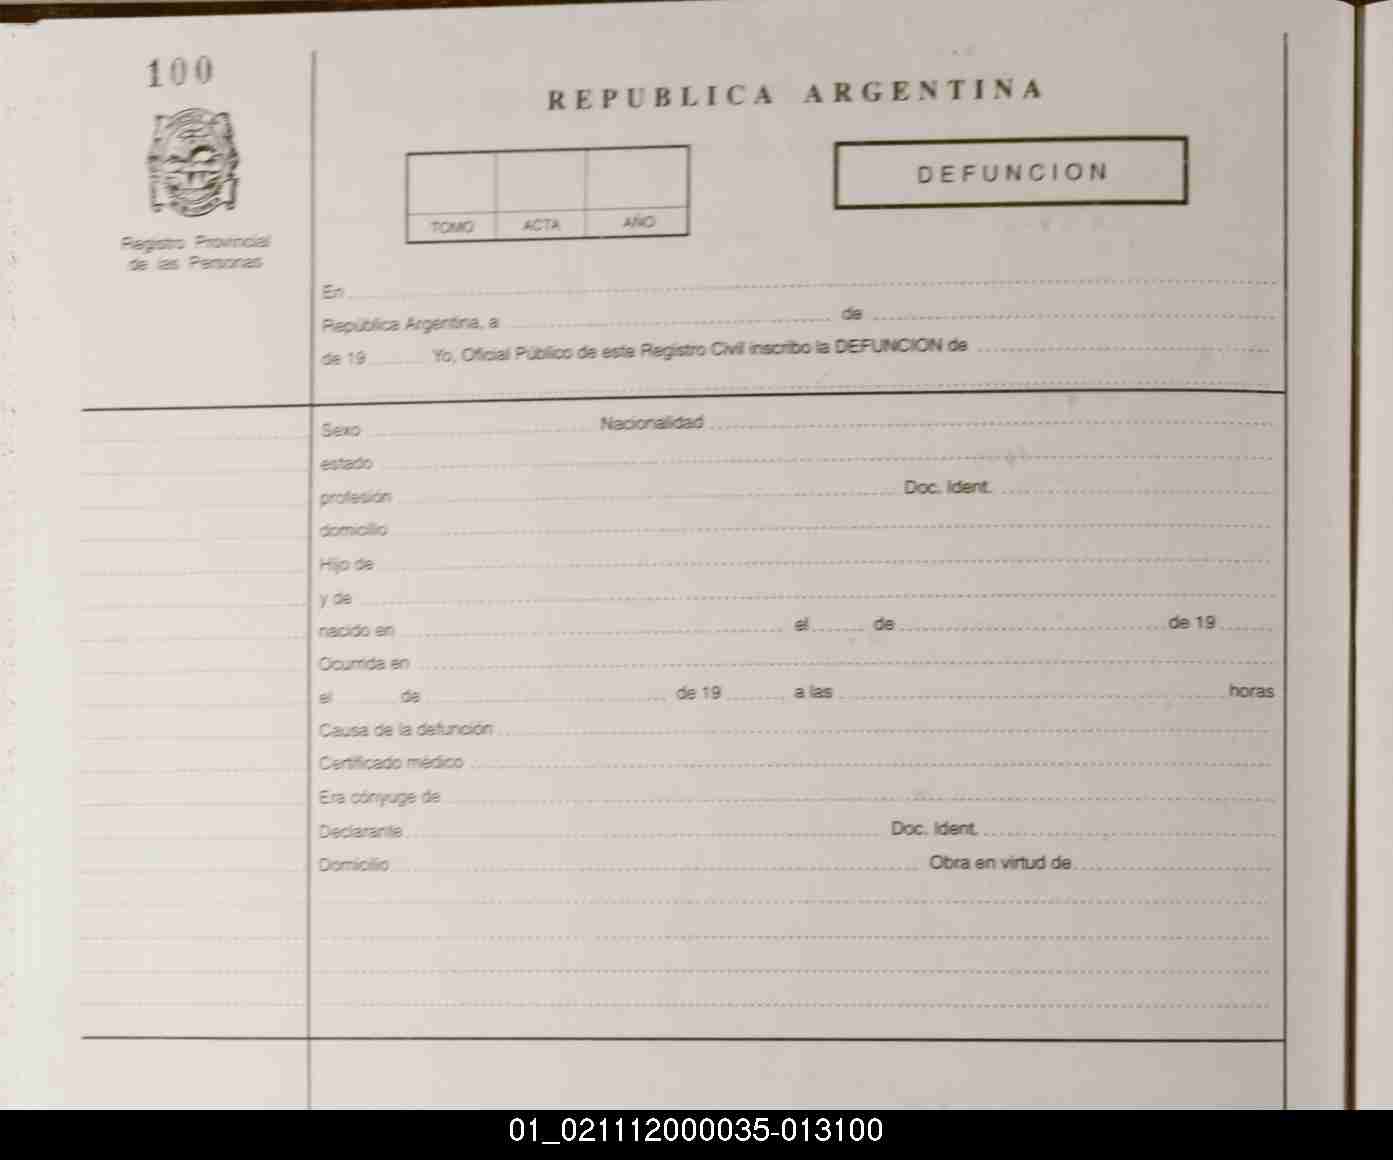 100
REPUBLICA ARGENTINA
DEFUNCION
TOMO ACTA AÑO
Registro Provincial
de las Personas
En
República Argentina, a de
de 19 Yo, Oficial Público de este Registro Civil inscribo la DEFUNCION de
Sexo Nacionalidad
estado
profesión Doc. Ident.
domicilio
Hijo de
y de
nacido en el de de 19
Ocurrida en
el de de 19 a las horas
Causa de la defunción
Certificado médico
Era cónyuge de
Declarante Doc. Ident.
Domicilio Obra en virtud de
01_021112000035-013100